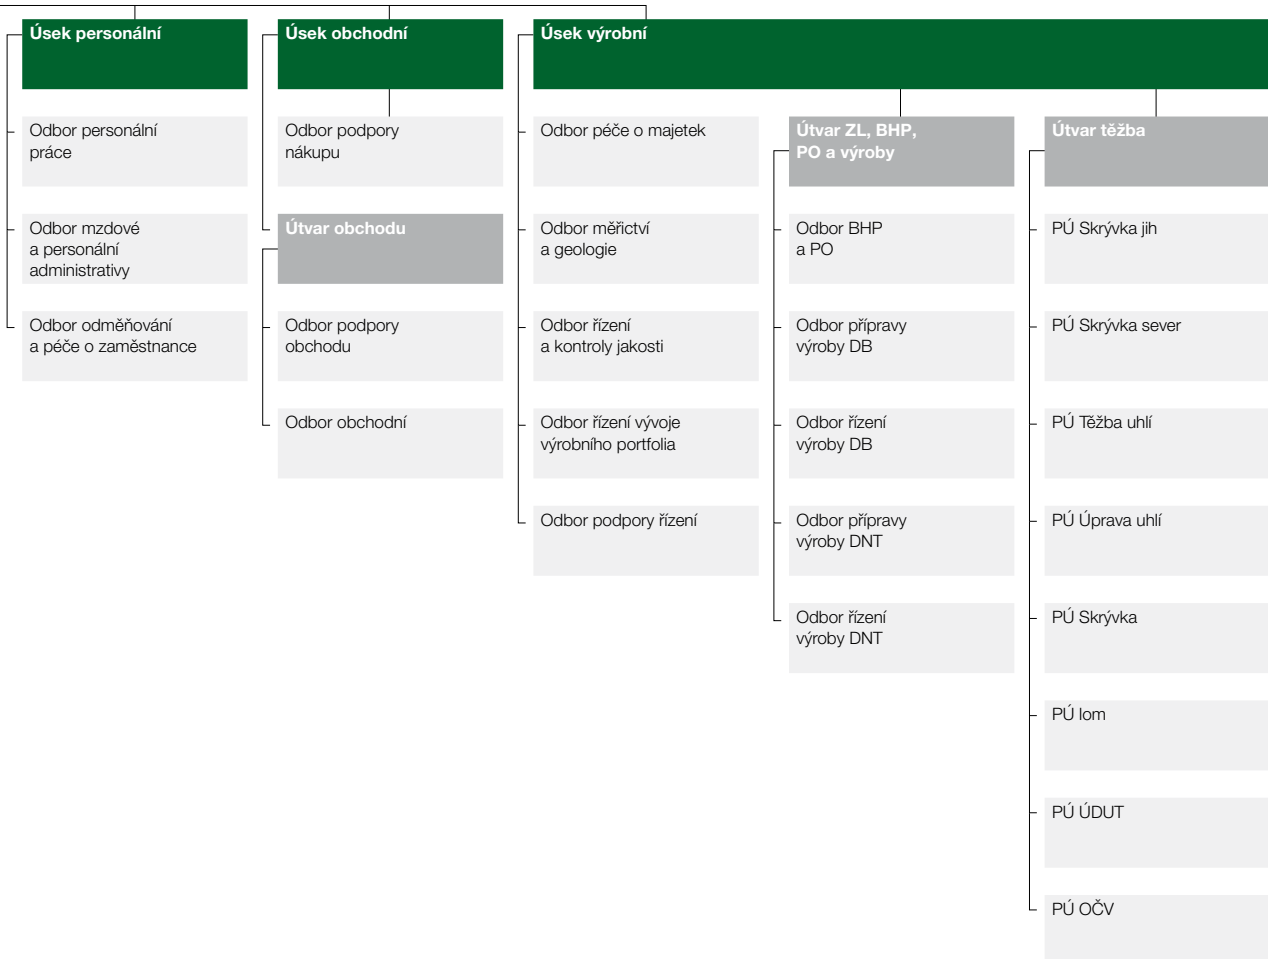 Úsek personální
Odbor personální
práce
Odbor mzdové
a personální
administrativy
Odbor odměňování
a péče o zaměstnance
Úsek obchodní
Odbor podpory
nákupu
Útvar obchodu
Odbor podpory
obchodu
Odbor obchodní
Úsek výrobní
Odbor péče o majetek
Odbor měřictví
a geologie
Odbor řízení
a kontroly jakosti
Odbor řízení vývoje
výrobního portfolia
Odbor podpory řízení
Útvar ZL, BHP,
PO a výroby
Odbor BHP
a PO
Odbor přípravy
výroby DB
Odbor řízení
výroby DB
Odbor přípravy
výroby DNT
Odbor řízení
výroby DNT
Útvar těžba
PÚ Skrývka jih
PÚ Skrývka sever
PÚ Těžba uhlí
PÚ Úprava uhlí
PÚ Skrývka
PÚ lom
PÚ ÚDUT
PÚ OČV